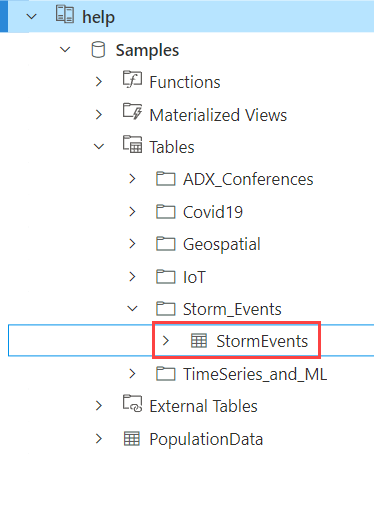 help
Samples
Functions
Materialized Views
Tables
ADX_Conferences
Covid19
Geospatial
IoT
Storm_Events
StormEvents
TimeSeries_and_ML
External Tables
PopulationData